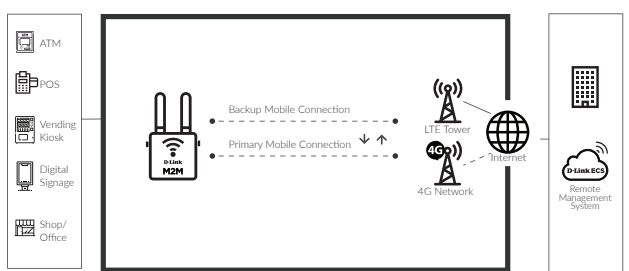 ATM
ATM
POS
Vending
Kiosk
Digital
Signage
Shop/
Office
D-Link
M2M
Backup Mobile Connection
Primary Mobile Connection
LTE Tower
4G
4G Network
Internet
D-Link ECS
Remote
Management
System